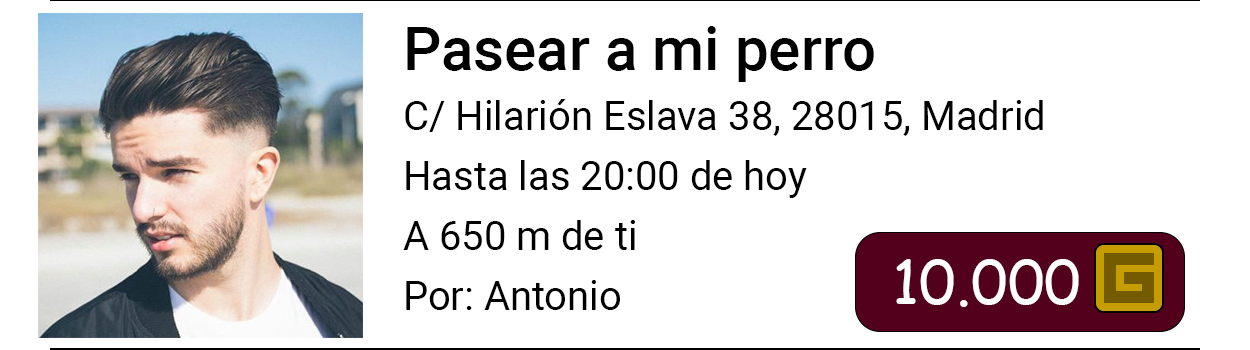 Pasear a mi perro
C/ Hilarión Eslava 38, 28015, Madrid
Hasta las 20:00 de hoy
A 650 m de ti
Por: Antonio
10.000 G